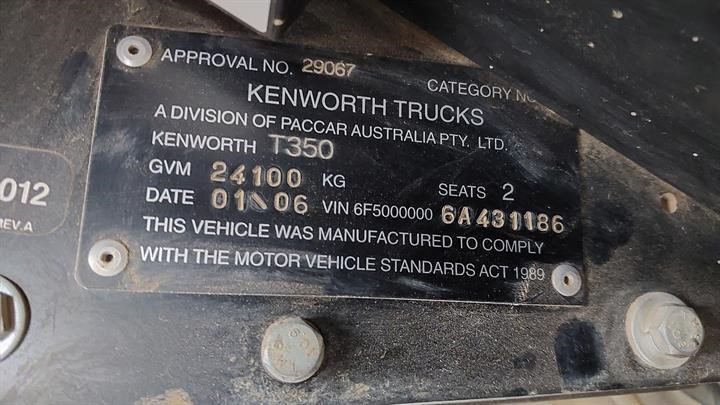 APPROVAL NO. 29067
CATEGORY
KENWORTH TRUCKS
A DIVISION OF PACCAR AUSTRALIA PTY. LTD.
KENWORTH T350
GVM 24100 KG SEATS 2
DATE 01\06 VIN 6F5000000 6A431186
THIS VEHICLE WAS MANUFACTURED TO COMPLY
WITH THE MOTOR VEHICLE STANDARDS ACT 1989
012
REV.A